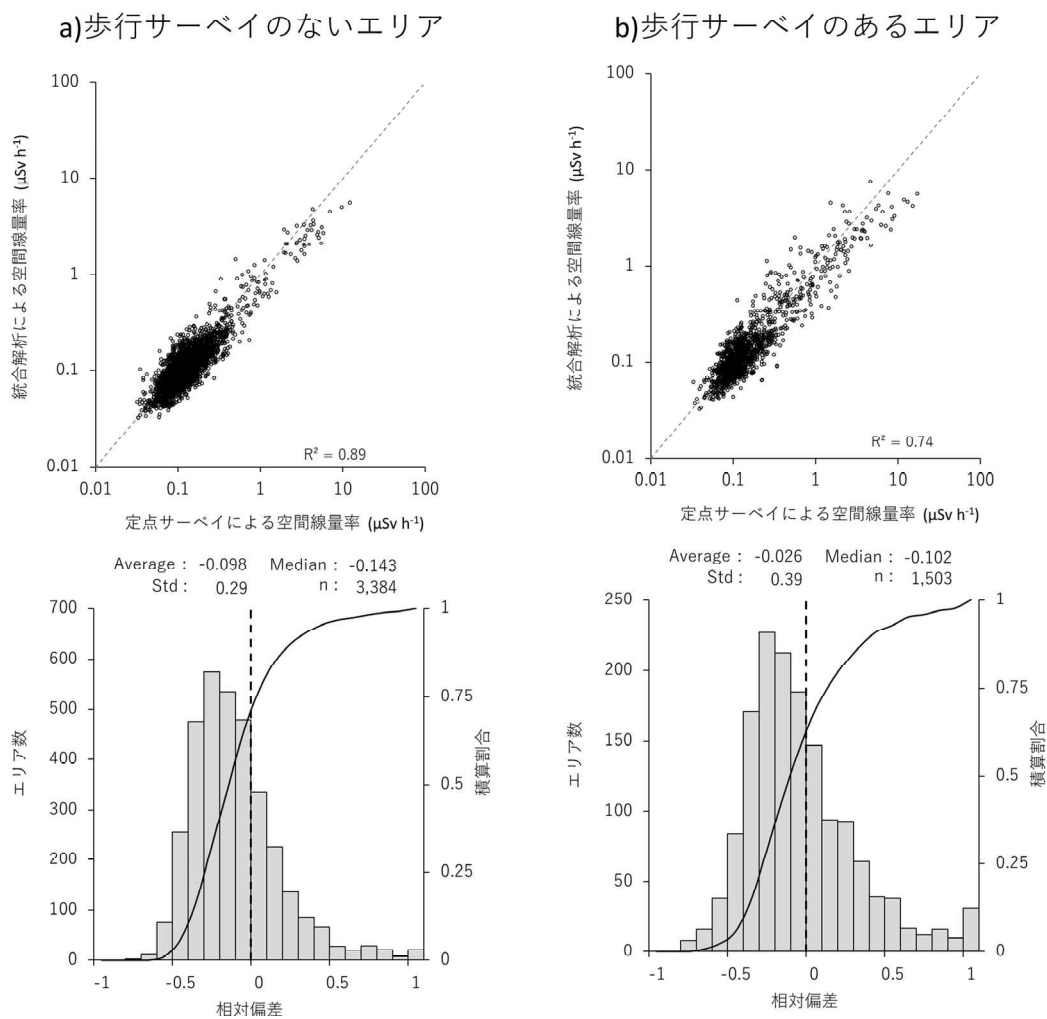 a)歩行サーベイのないエリア
100
10
1
0.1
0.01
統合解析による空間線量率 (μSv h⁻¹)
R² = 0.89
0.01 0.1 1 10 100
定点サーベイによる空間線量率 (μSv h⁻¹)
Average : -0.098 Median : -0.143
Std : 0.29 n : 3,384
700
600
500
400
300
200
100
0
エリア数
1
0.75
0.5
0.25
0
積算割合
-1 -0.5 0 0.5 1
相対偏差
b)歩行サーベイのあるエリア
100
10
1
0.1
0.01
統合解析による空間線量率 (μSv h⁻¹)
R² = 0.74
0.01 0.1 1 10 100
定点サーベイによる空間線量率 (μSv h⁻¹)
Average : -0.026 Median : -0.102
Std : 0.39 n : 1,503
250
200
150
100
50
0
エリア数
1
0.75
0.5
0.25
0
積算割合
-1 -0.5 0 0.5 1
相対偏差